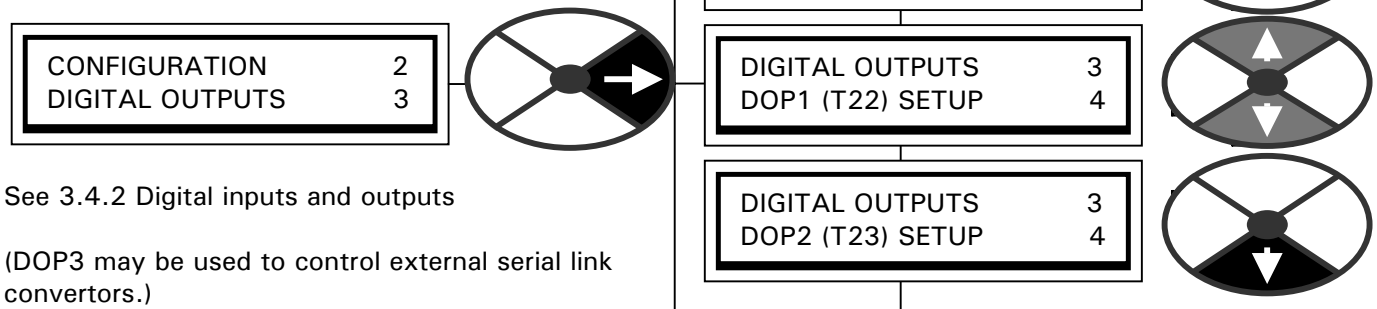 CONFIGURATION 2
DIGITAL OUTPUTS 3
DIGITAL OUTPUTS 3
DOP1 (T22) SETUP 4
DIGITAL OUTPUTS 3
DOP2 (T23) SETUP 4
See 3.4.2 Digital inputs and outputs
(DOP3 may be used to control external serial link
convertors.)